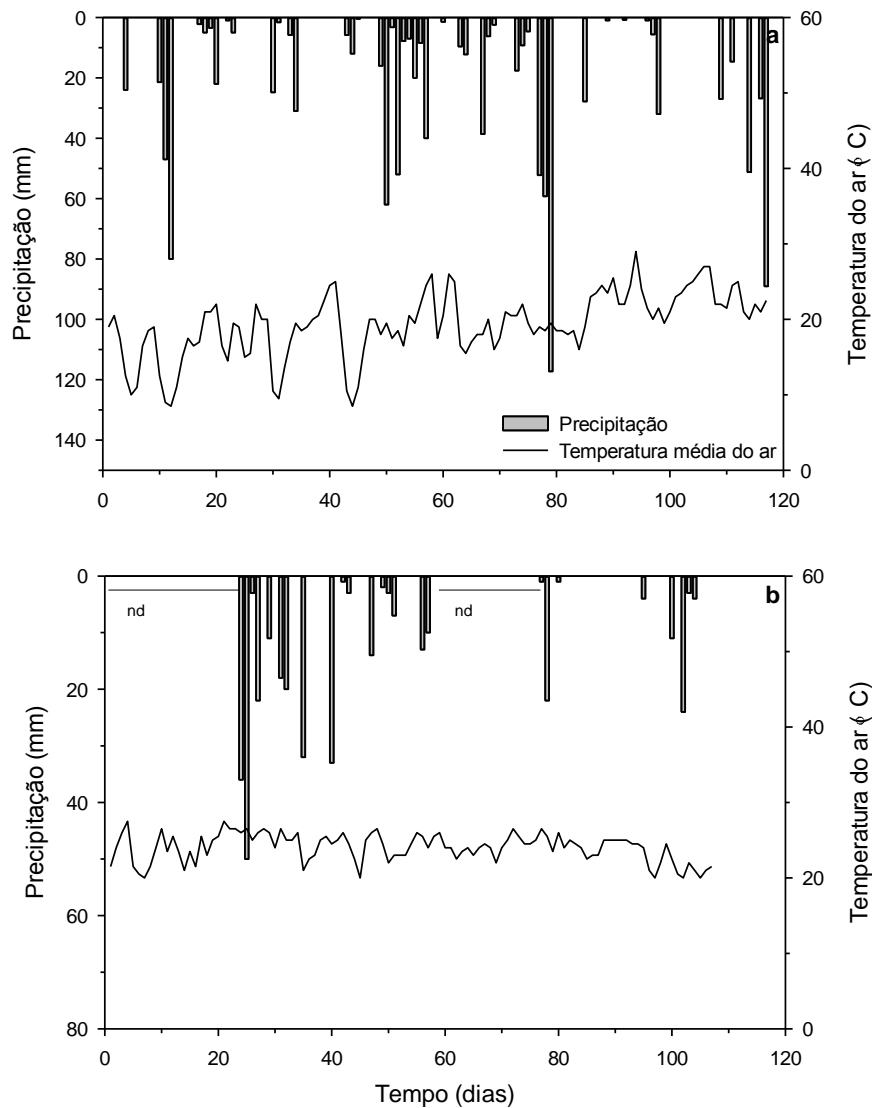 0
20
40
60
80
100
120
140
Precipitação (mm)
a
60
40
20
0
Temperatura do ar (φ C)
Precipitação
Temperatura média do ar
0 20 40 60 80 100 120
0
20
40
60
80
Precipitação (mm)
nd
nd
b
60
40
20
0
Temperatura do ar (φ C)
0 20 40 60 80 100 120
Tempo (dias)